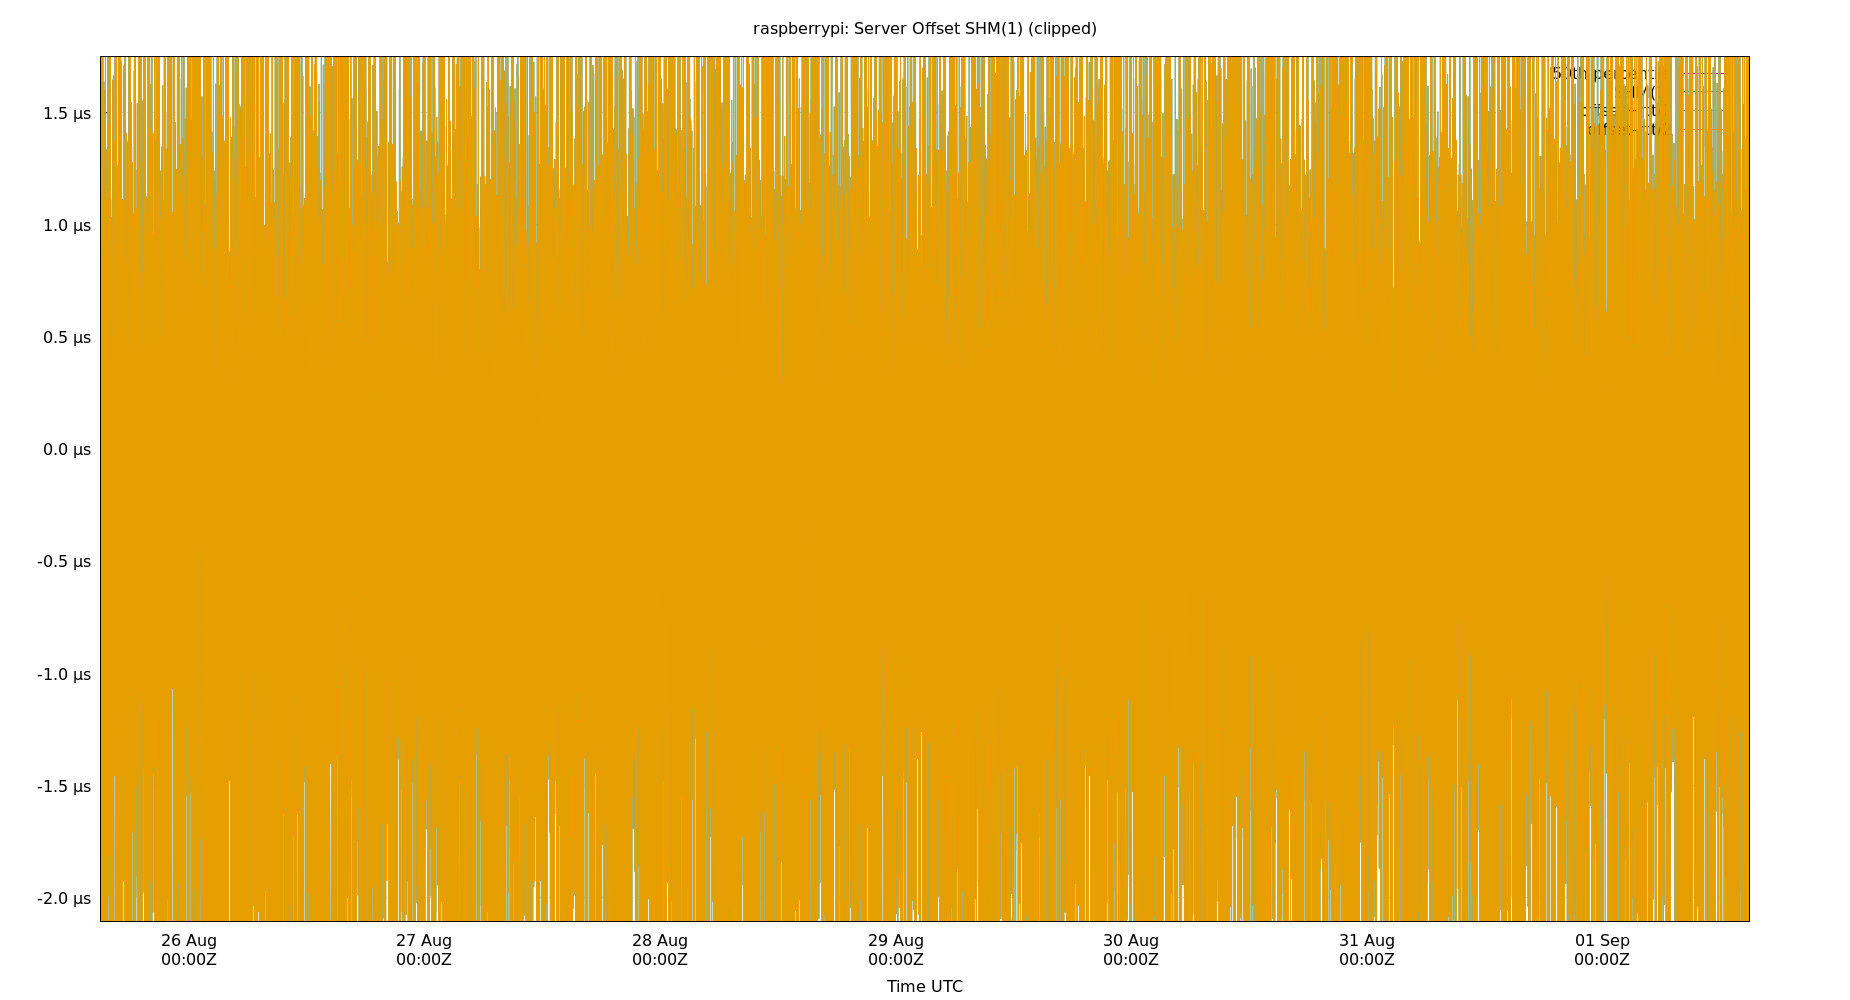 raspberrypi: Server Offset SHM(1) (clipped)
1.5 µs
1.0 µs
0.5 µs
0.0 µs
-0.5 µs
-1.0 µs
-1.5 µs
-2.0 µs
26 Aug 27 Aug 28 Aug 29 Aug 30 Aug 31 Aug 01 Sep
00:00Z 00:00Z 00:00Z 00:00Z 00:00Z 00:00Z 00:00Z
Time UTC